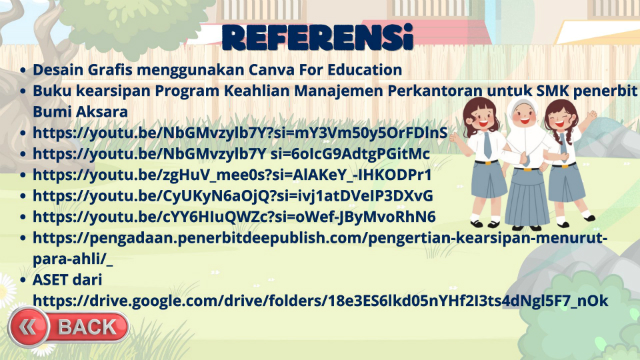 REFERENSi
• Desain Grafis menggunakan Canva For Education
• Buku kearsipan Program Keahlian Manajemen Perkantoran untuk SMK penerbit
Bumi Aksara
• https://youtu.be/NbGMvzylb7Y?si=mY3Vm50y5OrFDlnS
• https://youtu.be/NbGMvzylb7Y si=6oIcG9AdtgPGitMc
• https://youtu.be/zgHuV_mee0s?si=AlAKeY_-IHKODPr1
• https://youtu.be/CyUKyN6aOjQ?si=ivj1atDVeIP3DXvG
• https://youtu.be/cYY6HIuQWZc?si=oWef-JByMvoRhN6
• https://pengadaan.penerbitdeepublish.com/pengertian-kearsipan-menurut-
para-ahli/_
• ASET dari
https://drive.google.com/drive/folders/18e3ES6lkd05nYHf2I3ts4dNgl5F7_nOk
BACK